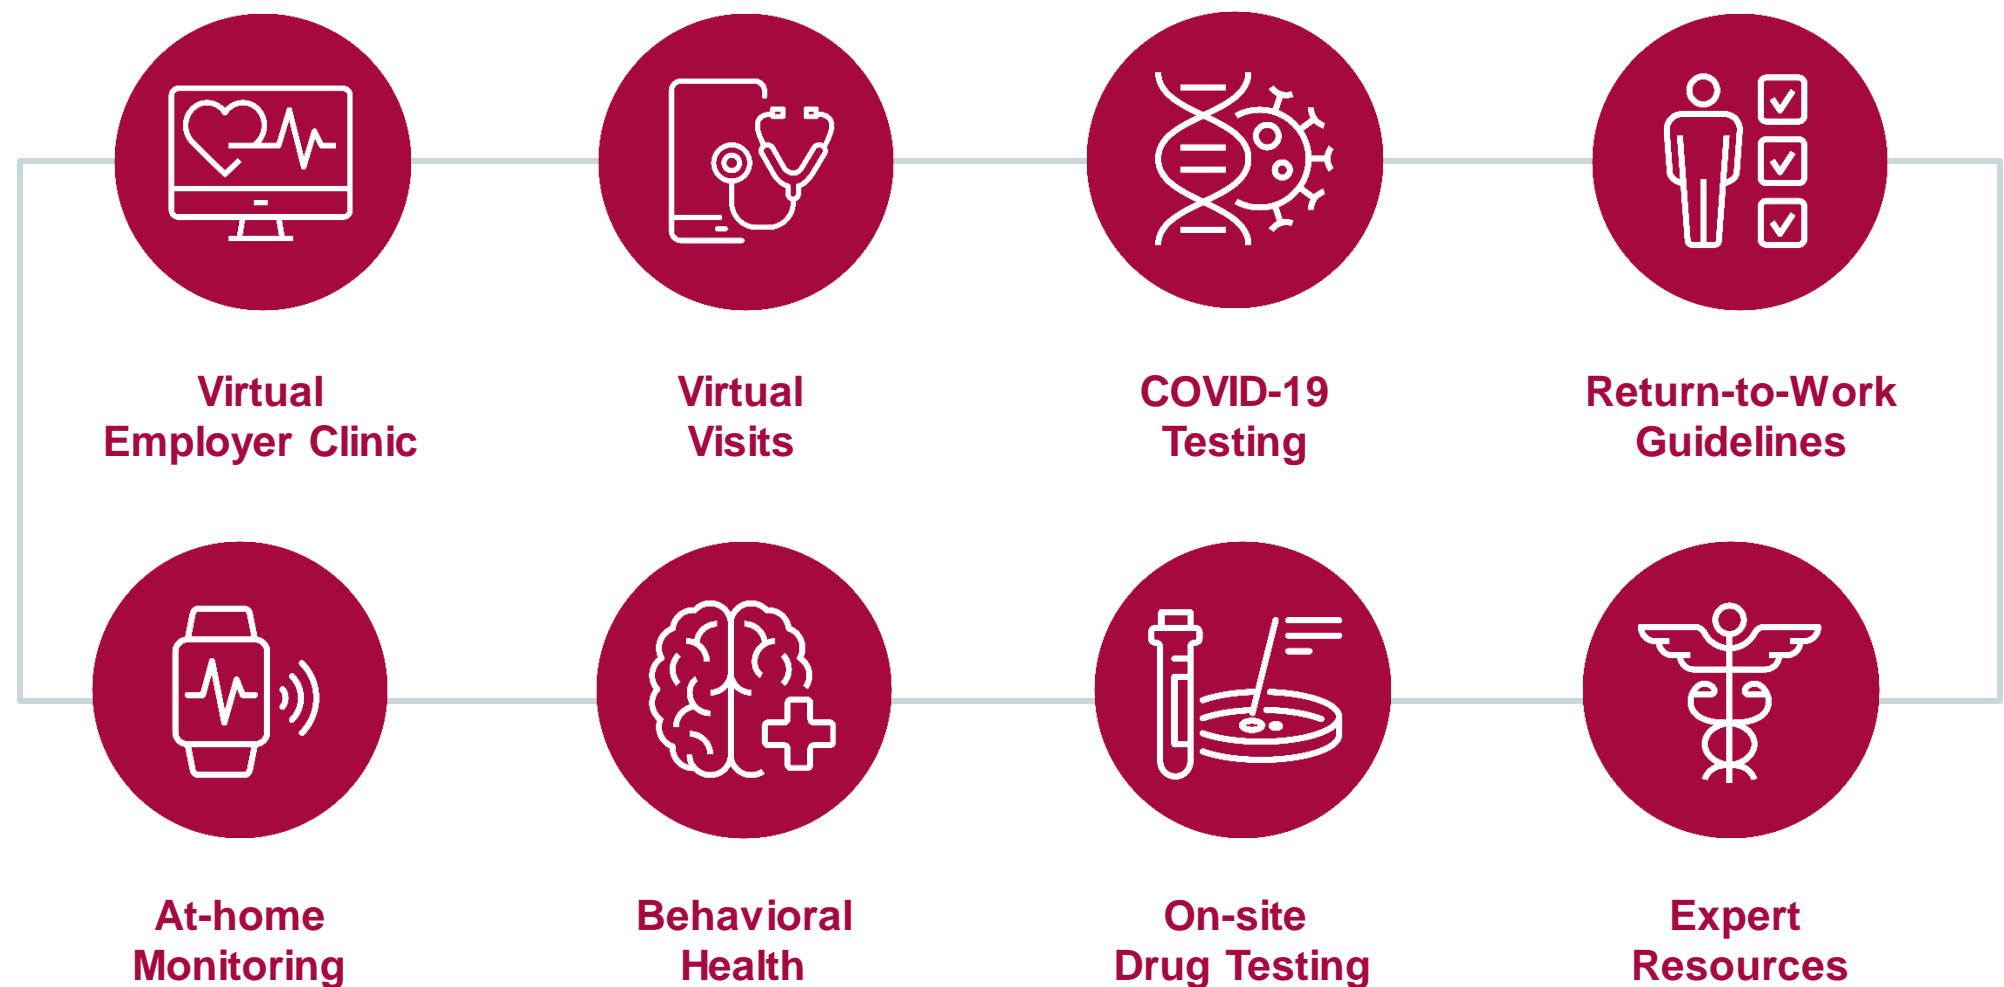 Virtual
Employer Clinic
Virtual
Visits
COVID-19
Testing
Return-to-Work
Guidelines
At-home
Monitoring
Behavioral
Health
On-site
Drug Testing
Expert
Resources